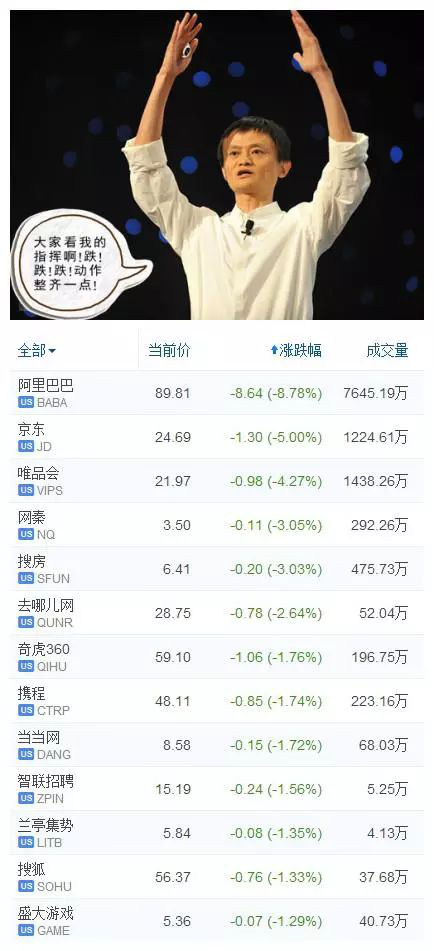 大家看我的
指挥啊!跌!
跌!跌!动作
整齐一点!
全部 当前价 涨跌幅 成交量
阿里巴巴
US BABA 89.81 -8.64 (-8.78%) 7645.19万
京东
US JD 24.69 -1.30 (-5.00%) 1224.61万
唯品会
US VIPS 21.97 -0.98 (-4.27%) 1438.26万
网秦
US NQ 3.50 -0.11 (-3.05%) 292.26万
搜房
US SFUN 6.41 -0.20 (-3.03%) 475.73万
去哪儿网
US QUNR 28.75 -0.78 (-2.64%) 52.04万
奇虎360
US QIHU 59.10 -1.06 (-1.76%) 196.75万
携程
US CTRP 48.11 -0.85 (-1.74%) 223.16万
当当网
US DANG 8.58 -0.15 (-1.72%) 68.03万
智联招聘
US ZPIN 15.19 -0.24 (-1.56%) 5.25万
兰亭集势
US LITB 5.84 -0.08 (-1.35%) 4.13万
搜狐
US SOHU 56.37 -0.76 (-1.33%) 37.68万
盛大游戏
US GAME 5.36 -0.07 (-1.29%) 40.73万